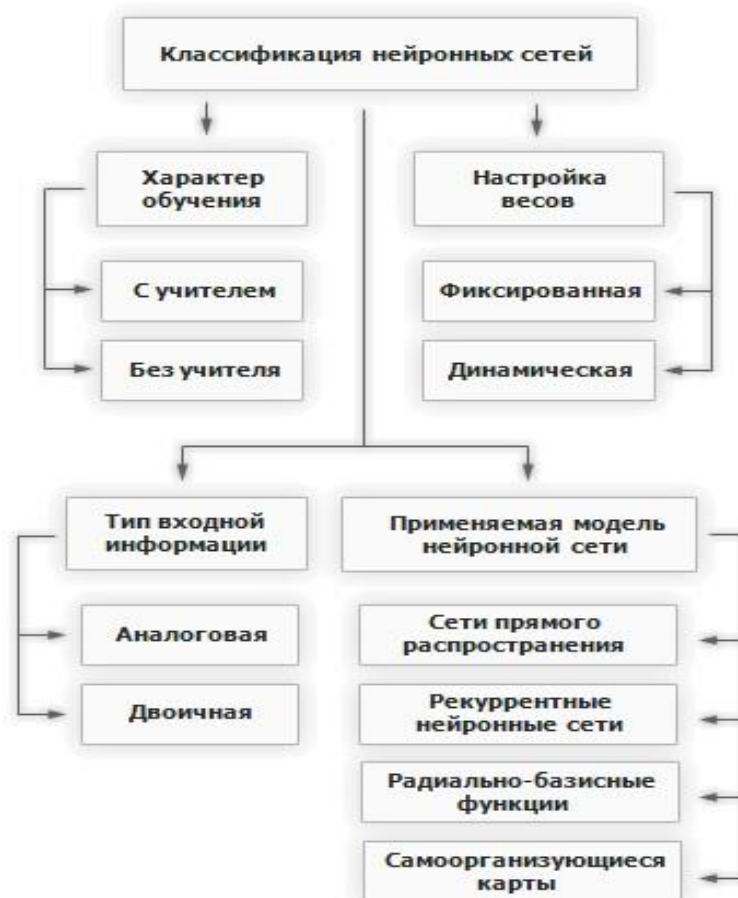 Классификация нейронных сетей
Характер
обучения
С учителем
Без учителя
Настройка
весов
Фиксированная
Динамическая
Тип входной
информации
Аналоговая
Двоичная
Применяемая модель
нейронной сети
Сети прямого
распространения
Рекуррентные
нейронные сети
Радиально-базисные
функции
Самоорганизующиеся
карты